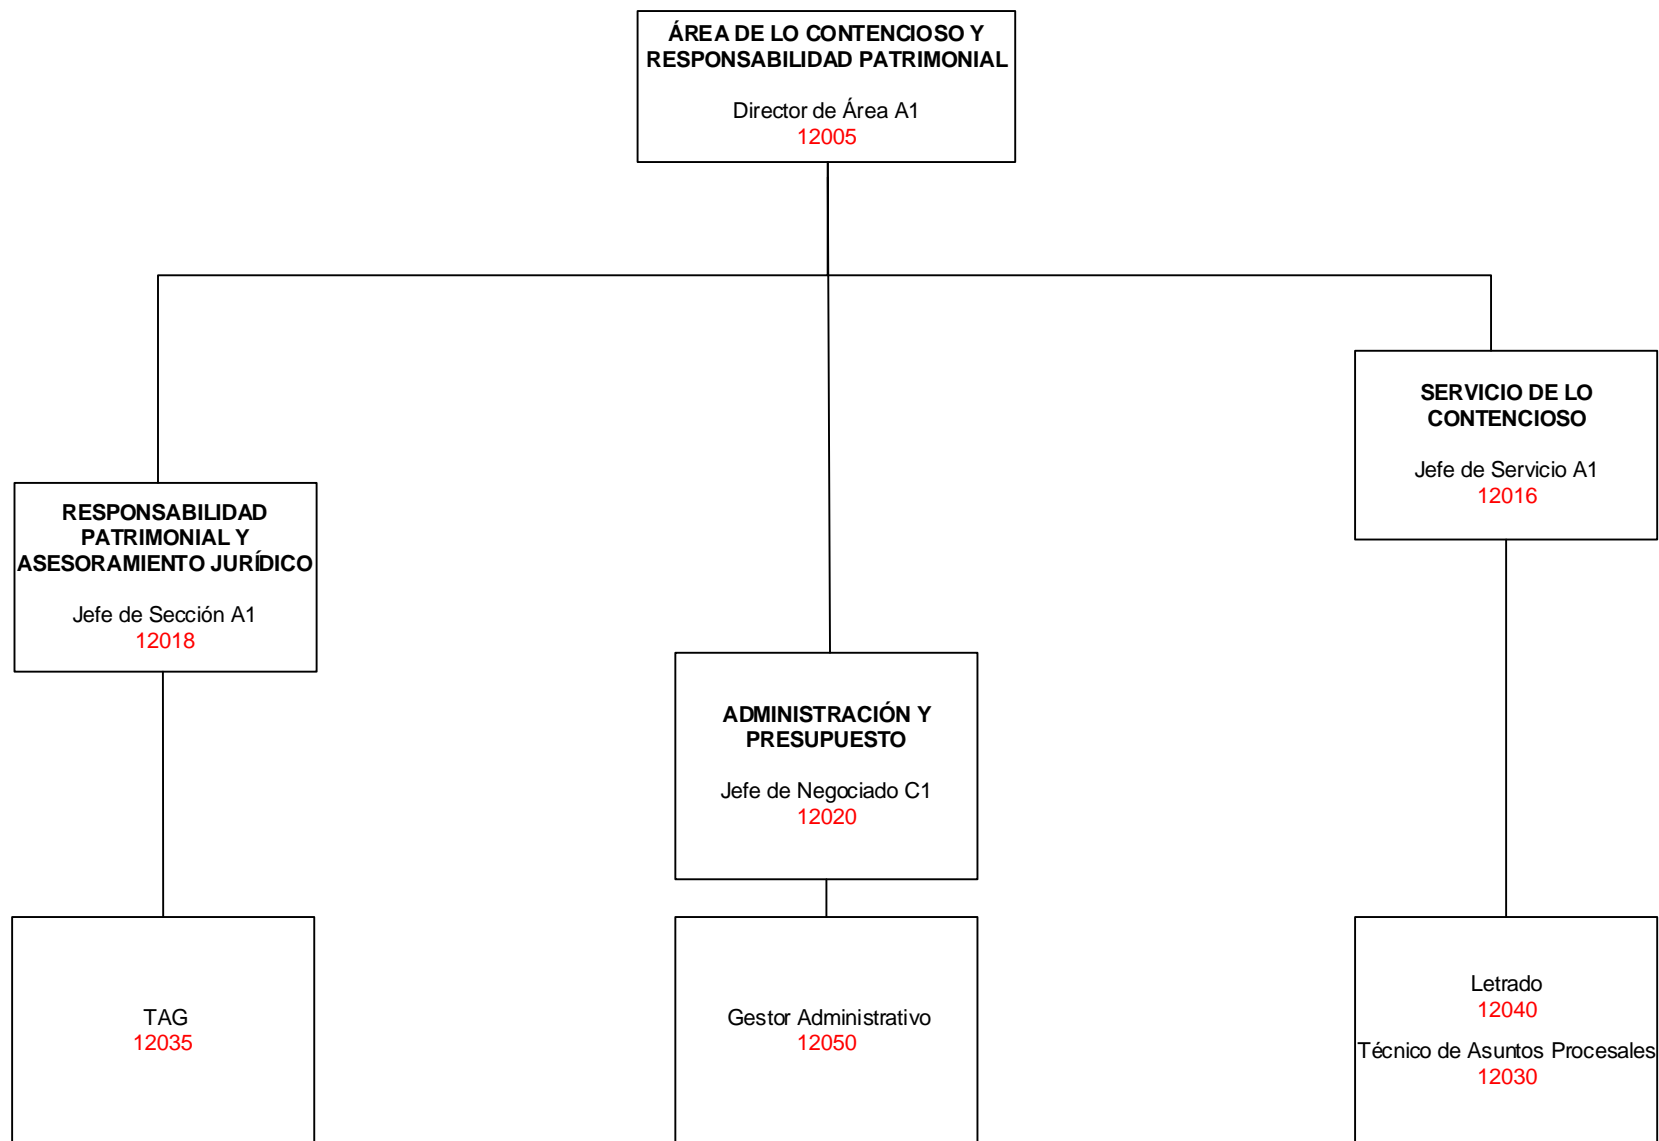 ÁREA DE LO CONTENCIOSO Y
RESPONSABILIDAD PATRIMONIAL
Director de Área A1
12005
RESPONSABILIDAD
PATRIMONIAL Y
ASESORAMIENTO JURÍDICO
Jefe de Sección A1
12018
ADMINISTRACIÓN Y
PRESUPUESTO
Jefe de Negociado C1
12020
SERVICIO DE LO
CONTENCIOSO
Jefe de Servicio A1
12016
TAG
12035
Gestor Administrativo
12050
Letrado
12040
Técnico de Asuntos Procesales
12030